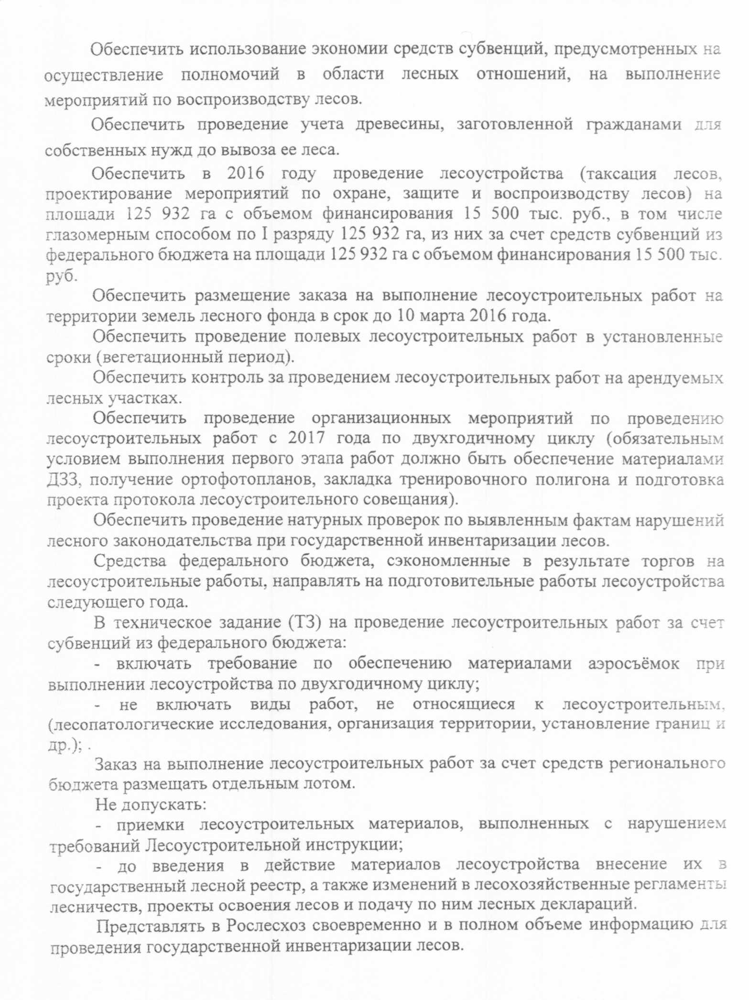 Обеспечить использование экономии средств субвенций, предусмотренных на
осуществление полномочий в области лесных отношений, на выполнение
мероприятий по воспроизводству лесов.
Обеспечить проведение учета древесины, заготовленной гражданами для
собственных нужд до вывоза ее леса.
Обеспечить в 2016 году проведение лесоустройства (таксация лесов,
проектирование мероприятий по охране, защите и воспроизводству лесов) на
площади 125 932 га с объемом финансирования 15 500 тыс. руб., в том числе
глазомерным способом по I разряду 125 932 га, из них за счет средств субвенций из
федерального бюджета на площади 125 932 га с объемом финансирования 15 500 тыс.
руб.
Обеспечить размещение заказа на выполнение лесоустроительных работ на
территории земель лесного фонда в срок до 10 марта 2016 года.
Обеспечить проведение полевых лесоустроительных работ в установленные
сроки (вегетационный период).
Обеспечить контроль за проведением лесоустроительных работ на арендуемых
лесных участках.
Обеспечить проведение организационных мероприятий по проведению
лесоустроительных работ с 2017 года по двухгодичному циклу (обязательным
условием выполнения первого этапа работ должно быть обеспечение материалами
ДЗЗ, получение ортофотопланов, закладка тренировочного полигона и подготовка
проекта протокола лесоустроительного совещания).
Обеспечить проведение натурных проверок по выявленным фактам нарушений
лесного законодательства при государственной инвентаризации лесов.
Средства федерального бюджета, сэкономленные в результате торгов на
лесоустроительные работы, направлять на подготовительные работы лесоустройства
следующего года.
В техническое задание (ТЗ) на проведение лесоустроительных работ за счет
субвенций из федерального бюджета:
- включать требование по обеспечению материалами аэросъёмок при
выполнении лесоустройства по двухгодичному циклу;
- не включать виды работ, не относящиеся к лесоустроительным,
(лесопатологические исследования, организация территории, установление границ и
др.); .
Заказ на выполнение лесоустроительных работ за счет средств регионального
бюджета размещать отдельным лотом.
Не допускать:
- приемки лесоустроительных материалов, выполненных с нарушением
требований Лесоустроительной инструкции;
- до введения в действие материалов лесоустройства внесение их в
государственный лесной реестр, а также изменений в лесохозяйственные регламенты
лесничеств, проекты освоения лесов и подачу по ним лесных деклараций.
Представлять в Рослесхоз своевременно и в полном объеме информацию для
проведения государственной инвентаризации лесов.